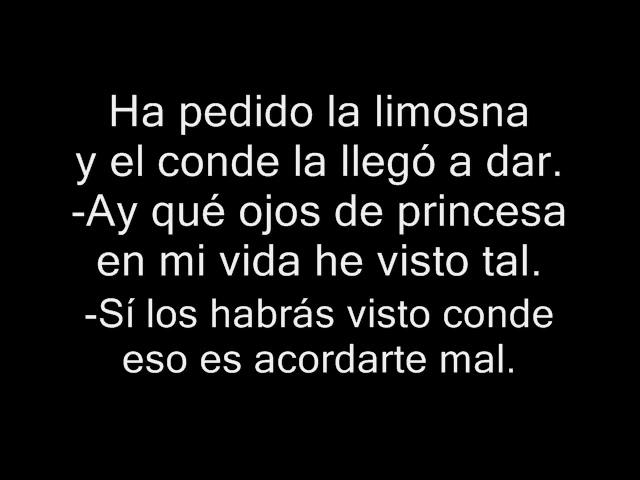 Ha pedido la limosna
y el conde la llegó a dar.
-Ay qué ojos de princesa
en mi vida he visto tal.
-Sí los habrás visto conde
eso es acordarte mal.